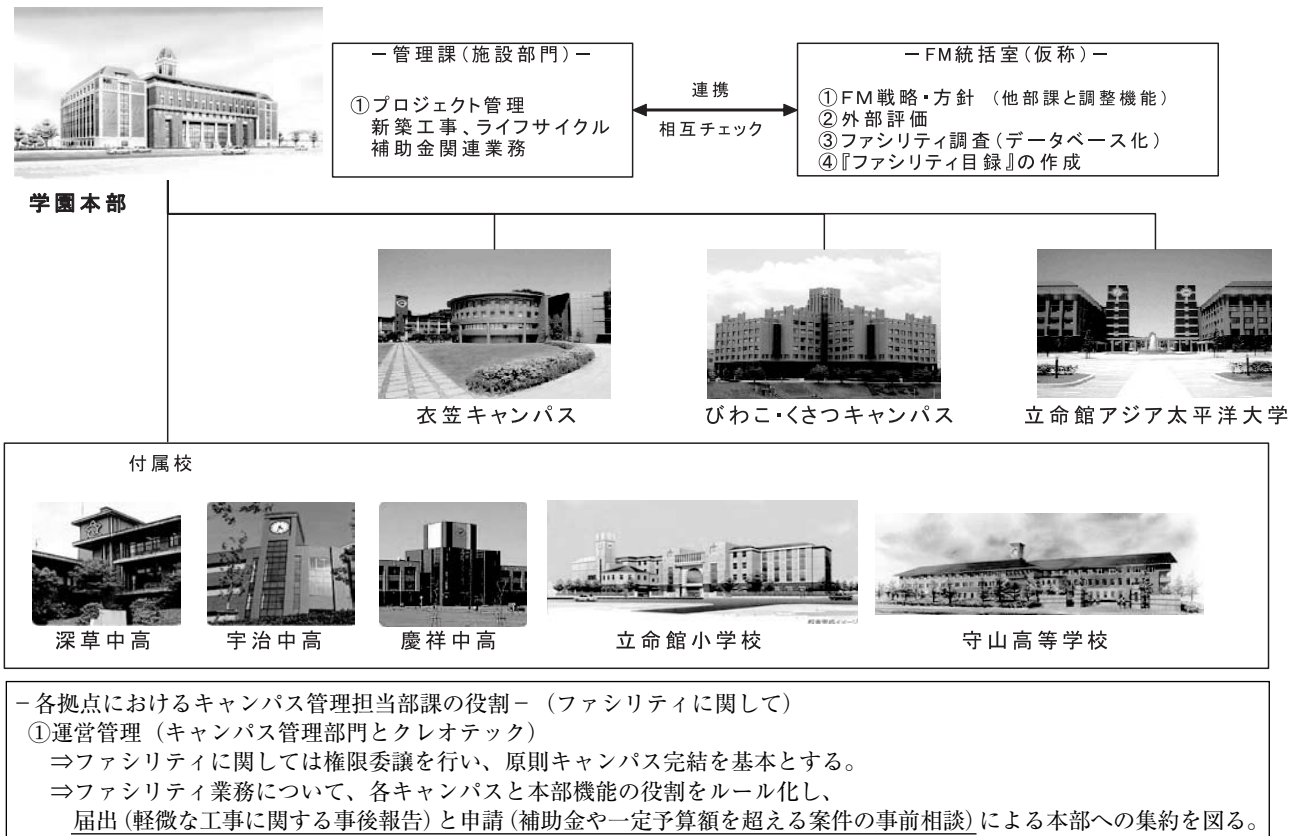 －管理課（施設部門）－
①プロジェクト管理
新築工事、ライフサイクル
補助金関連業務
連携
相互チェック
－FM統括室（仮称）－
①FM戦略・方針 （他部課と調整機能）
②外部評価
③ファシリティ調査（データベース化）
④『ファシリティ目録』の作成
学園本部
衣笠キャンパス
びわこ・くさつキャンパス
立命館アジア太平洋大学
付属校
深草中高
宇治中高
慶祥中高
立命館小学校
守山高等学校
－各拠点におけるキャンパス管理担当部課の役割－（ファシリティに関して）
①運営管理（キャンパス管理部門とクレオテック）
⇒ファシリティに関しては権限委譲を行い、原則キャンパス完結を基本とする。
⇒ファシリティ業務について、各キャンパスと本部機能の役割をルール化し、
届出（軽微な工事に関する事後報告）と申請（補助金や一定予算額を超える案件の事前相談）による本部への集約を図る。